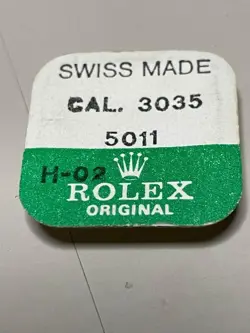 SWISS MADE
CAL. 3035
5011
H-02
ROLEX
ORIGINAL